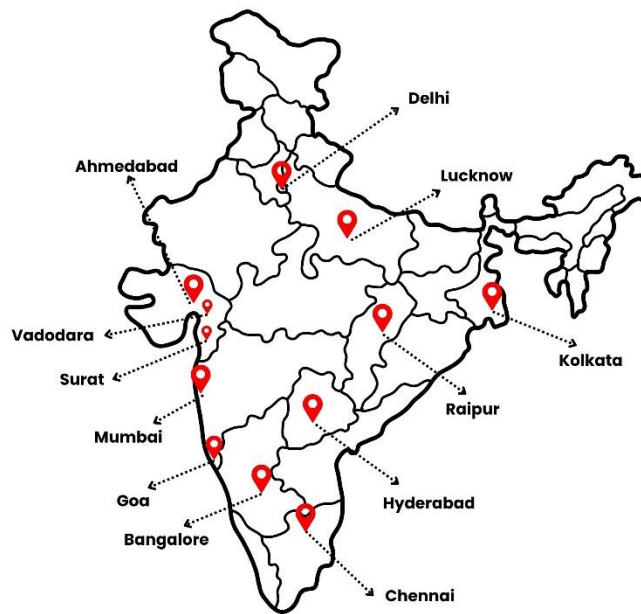 Delhi
Ahmedabad
Lucknow
Vadodara
Kolkata
Surat
Raipur
Mumbai
Goa
Hyderabad
Bangalore
Chennai